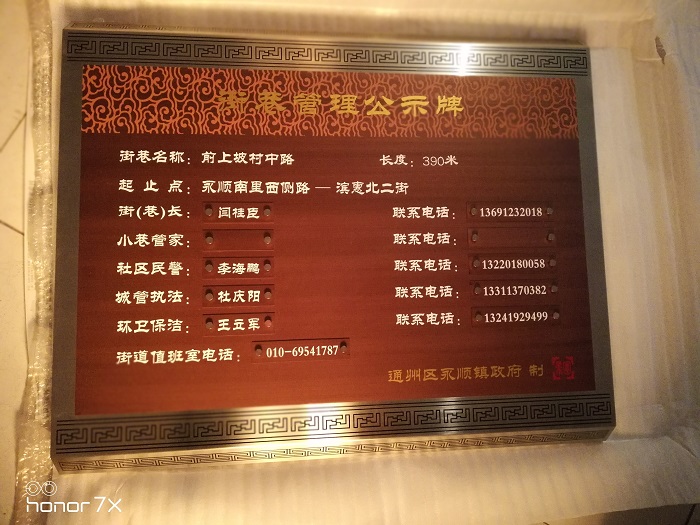 街巷管理公示牌
街巷名称：前上坡村中路 长度：390米
起止点：永顺南里西侧路 — 滨惠北二街
街(巷)长：闫桂臣 联系电话：13691232018
小巷管家： 联系电话：
社区民警：李海鹏 联系电话：13220180058
城管执法：杜庆阳 联系电话：13311370382
环卫保洁：王立军 联系电话：13241929499
街道值班室电话：010-69541787
通州区永顺镇政府 制
honor 7X